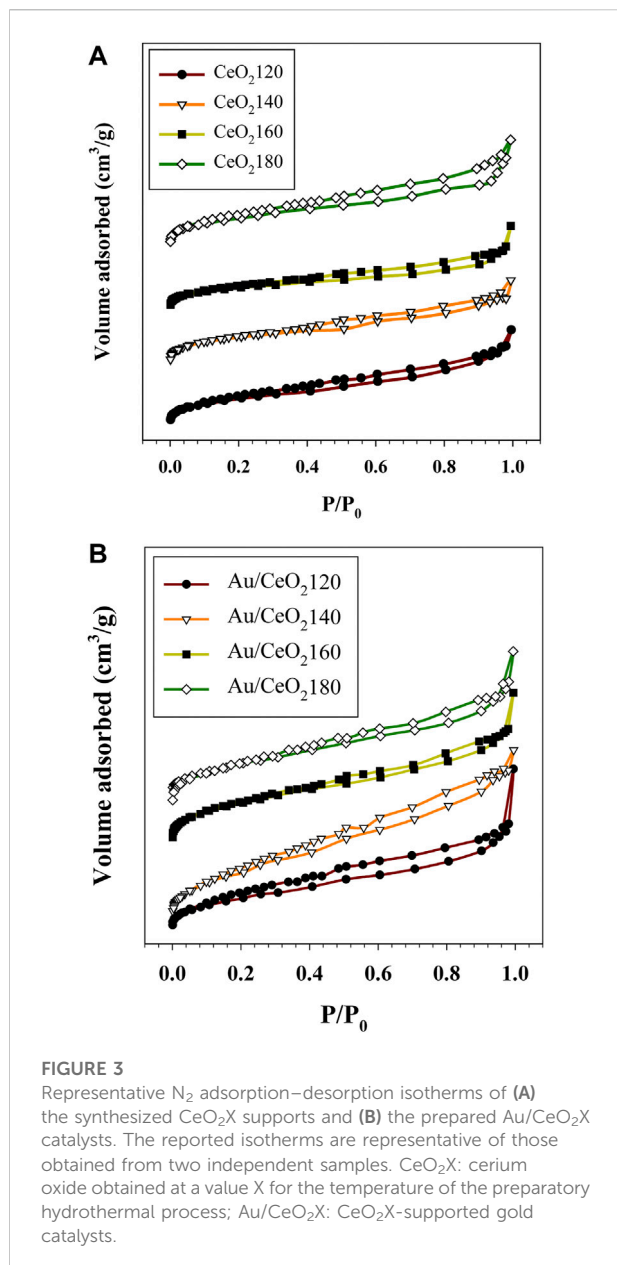 A
CeO₂120
CeO₂140
CeO₂160
CeO₂180
Volume adsorbed (cm³/g)
0.0 0.2 0.4 0.6 0.8 1.0
P/P₀
B
Au/CeO₂120
Au/CeO₂140
Au/CeO₂160
Au/CeO₂180
Volume adsorbed (cm³/g)
0.0 0.2 0.4 0.6 0.8 1.0
P/P₀
FIGURE 3
Representative N₂ adsorption–desorption isotherms of (A)
the synthesized CeO₂X supports and (B) the prepared Au/CeO₂X
catalysts. The reported isotherms are representative of those
obtained from two independent samples. CeO₂X: cerium
oxide obtained at a value X for the temperature of the preparatory
hydrothermal process; Au/CeO₂X: CeO₂X-supported gold
catalysts.